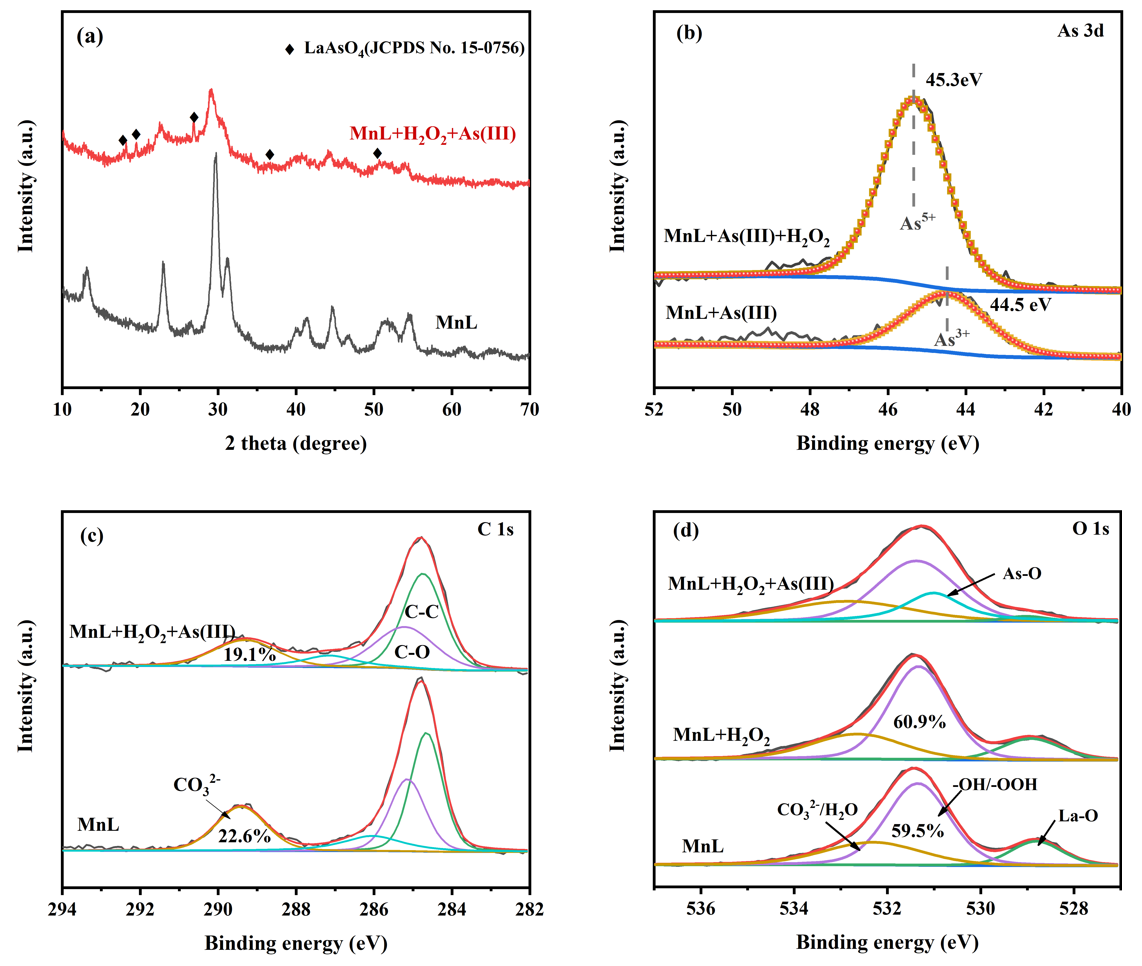 (a)
♦ LaAsO₄(JCPDS No. 15-0756)
MnL+H₂O₂+As(III)
MnL
Intensity (a.u.)
10 20 30 40 50 60 70
2 theta (degree)
(b)
As 3d
45.3eV
As⁵⁺
MnL+As(III)+H₂O₂
MnL+As(III)
44.5 eV
As³⁺
Intensity (a.u.)
52 50 48 46 44 42 40
Binding energy (eV)
(c)
C 1s
C-C
MnL+H₂O₂+As(III)
19.1%
C-O
CO₃²⁻
MnL
22.6%
Intensity (a.u.)
294 292 290 288 286 284 282
Binding energy (eV)
(d)
O 1s
As-O
MnL+H₂O₂+As(III)
60.9%
MnL+H₂O₂
-OH/-OOH
CO₃²⁻/H₂O
La-O
59.5%
MnL
Intensity (a.u.)
536 534 532 530 528
Binding energy (eV)